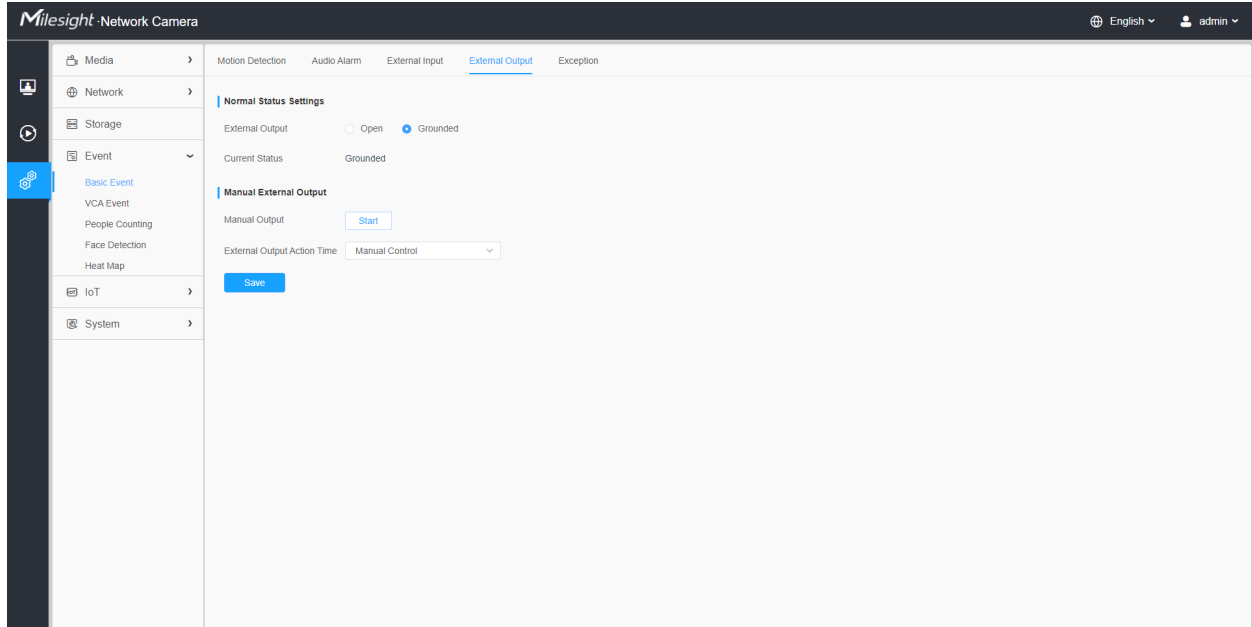 Milesight ·Network Camera
English
admin
Media
Network
Storage
Event
Basic Event
VCA Event
People Counting
Face Detection
Heat Map
IoT
System
Motion Detection Audio Alarm External Input External Output Exception
Normal Status Settings
External Output Open Grounded
Current Status Grounded
Manual External Output
Manual Output Start
External Output Action Time Manual Control
Save